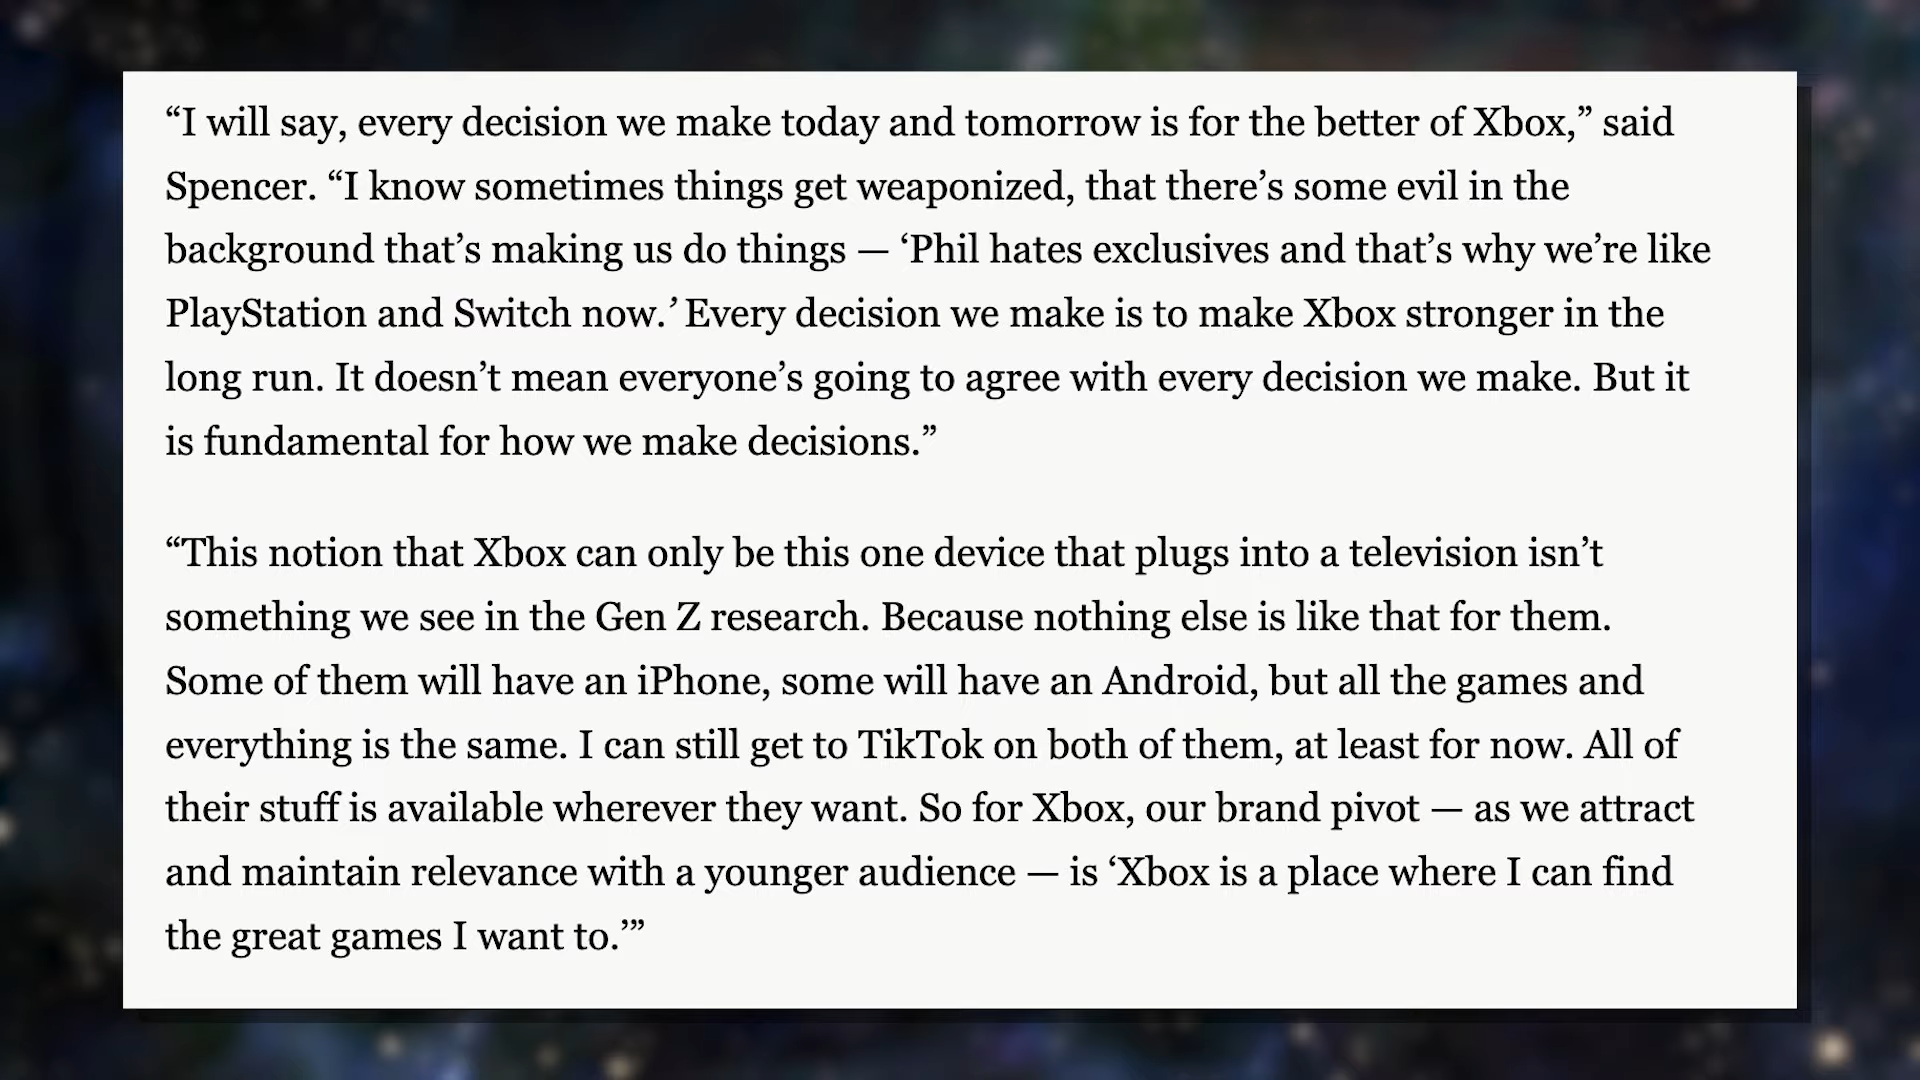 “I will say, every decision we make today and tomorrow is for the better of Xbox,” said
Spencer. “I know sometimes things get weaponized, that there’s some evil in the
background that’s making us do things — ‘Phil hates exclusives and that’s why we’re like
PlayStation and Switch now.’ Every decision we make is to make Xbox stronger in the
long run. It doesn’t mean everyone’s going to agree with every decision we make. But it
is fundamental for how we make decisions.”
“This notion that Xbox can only be this one device that plugs into a television isn’t
something we see in the Gen Z research. Because nothing else is like that for them.
Some of them will have an iPhone, some will have an Android, but all the games and
everything is the same. I can still get to TikTok on both of them, at least for now. All of
their stuff is available wherever they want. So for Xbox, our brand pivot — as we attract
and maintain relevance with a younger audience — is ‘Xbox is a place where I can find
the great games I want to.’”